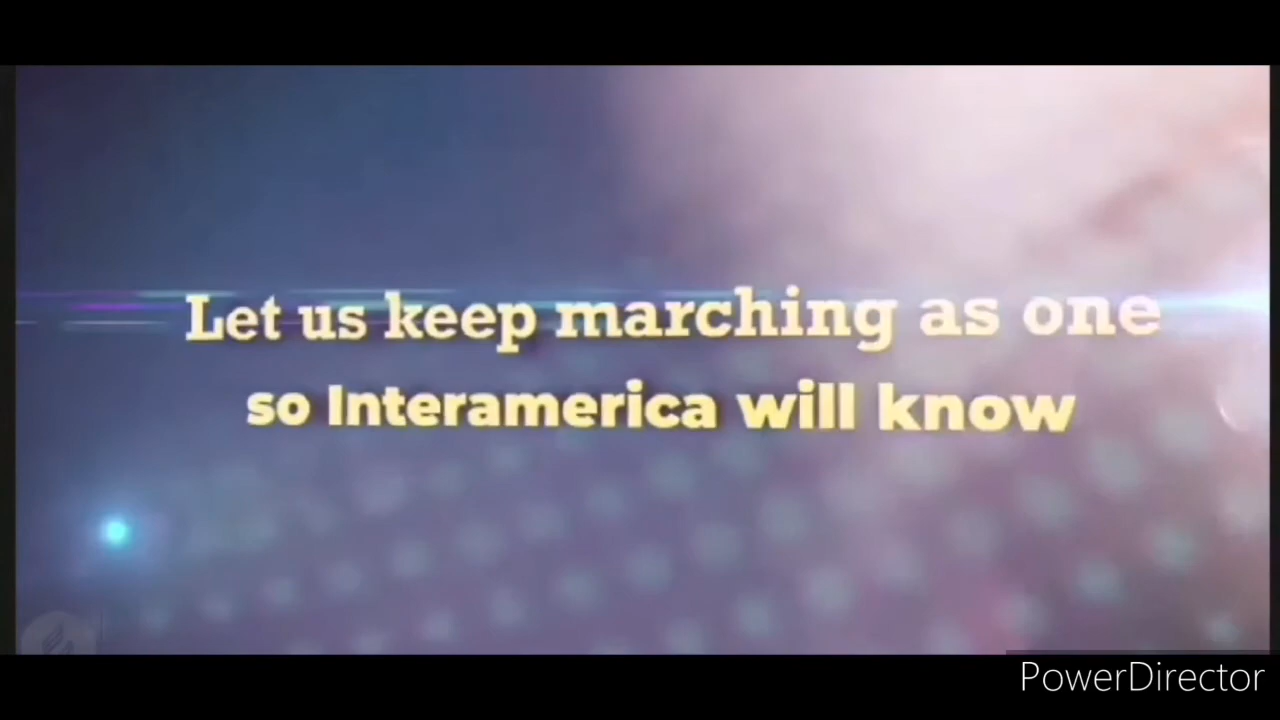 Let us keep marching as one
so Interamerica will know
PowerDirector